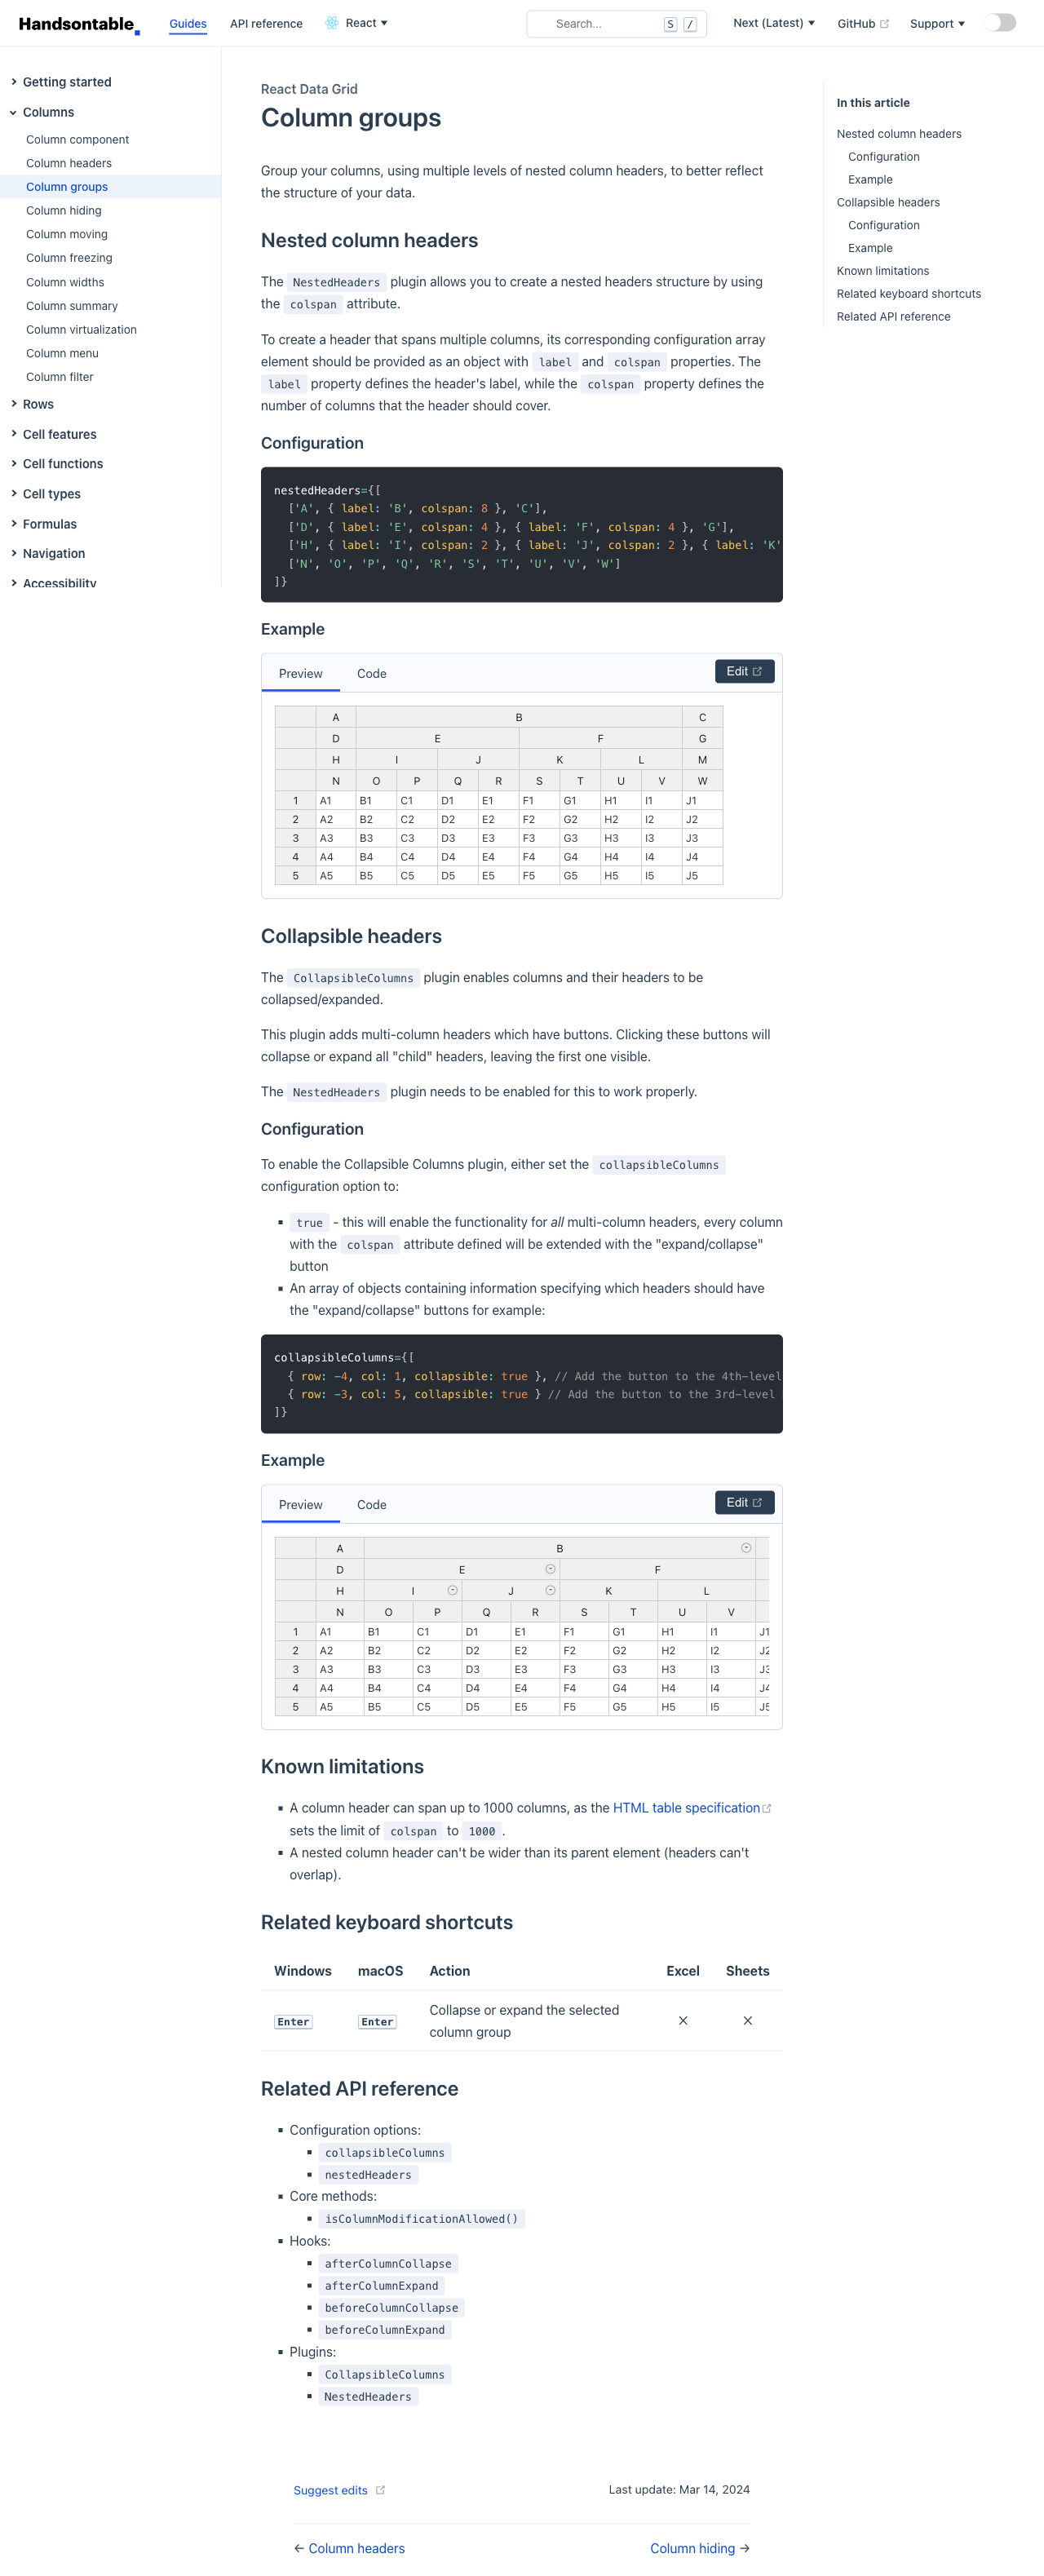 Handsontable
Guides
API reference
React
Search...
S
/
Next (Latest)
GitHub
Support
Getting started
Columns
Column component
Column headers
Column groups
Column hiding
Column moving
Column freezing
Column widths
Column summary
Column virtualization
Column menu
Column filter
Rows
Cell features
Cell functions
Cell types
Formulas
Navigation
Accessibility
React Data Grid
Column groups
Group your columns, using multiple levels of nested column headers, to better reflect
the structure of your data.
Nested column headers
The NestedHeaders plugin allows you to create a nested headers structure by using
the colspan attribute.
To create a header that spans multiple columns, its corresponding configuration array
element should be provided as an object with label and colspan properties. The
label property defines the header's label, while the colspan property defines the
number of columns that the header should cover.
Configuration
nestedHeaders={[
['A', { label: 'B', colspan: 8 }, 'C'],
['D', { label: 'E', colspan: 4 }, { label: 'F', colspan: 4 }, 'G'],
['H', { label: 'I', colspan: 2 }, { label: 'J', colspan: 2 }, { label: 'K'
['N', 'O', 'P', 'Q', 'R', 'S', 'T', 'U', 'V', 'W']
]}
Example
Preview Code Edit
A B C
D E F G
H I J K L M
N O P Q R S T U V W
1 A1 B1 C1 D1 E1 F1 G1 H1 I1 J1
2 A2 B2 C2 D2 E2 F2 G2 H2 I2 J2
3 A3 B3 C3 D3 E3 F3 G3 H3 I3 J3
4 A4 B4 C4 D4 E4 F4 G4 H4 I4 J4
5 A5 B5 C5 D5 E5 F5 G5 H5 I5 J5
Collapsible headers
The CollapsibleColumns plugin enables columns and their headers to be
collapsed/expanded.
This plugin adds multi-column headers which have buttons. Clicking these buttons will
collapse or expand all "child" headers, leaving the first one visible.
The NestedHeaders plugin needs to be enabled for this to work properly.
Configuration
To enable the Collapsible Columns plugin, either set the collapsibleColumns
configuration option to:
true - this will enable the functionality for all multi-column headers, every column
with the colspan attribute defined will be extended with the "expand/collapse"
button
An array of objects containing information specifying which headers should have
the "expand/collapse" buttons for example:
collapsibleColumns={[
{ row: -4, col: 1, collapsible: true }, // Add the button to the 4th-level
{ row: -3, col: 5, collapsible: true } // Add the button to the 3rd-level
]}
Example
Preview Code Edit
A B
D E F
H I J K L
N O P Q R S T U V
1 A1 B1 C1 D1 E1 F1 G1 H1 I1 J1
2 A2 B2 C2 D2 E2 F2 G2 H2 I2 J2
3 A3 B3 C3 D3 E3 F3 G3 H3 I3 J3
4 A4 B4 C4 D4 E4 F4 G4 H4 I4 J4
5 A5 B5 C5 D5 E5 F5 G5 H5 I5 J5
Known limitations
A column header can span up to 1000 columns, as the HTML table specification
sets the limit of colspan to 1000.
A nested column header can't be wider than its parent element (headers can't
overlap).
Related keyboard shortcuts
Windows macOS Action Excel Sheets
Enter Enter Collapse or expand the selected
column group
Related API reference
Configuration options:
collapsibleColumns
nestedHeaders
Core methods:
isColumnModificationAllowed()
Hooks:
afterColumnCollapse
afterColumnExpand
beforeColumnCollapse
beforeColumnExpand
Plugins:
CollapsibleColumns
NestedHeaders
Suggest edits
Last update: Mar 14, 2024
← Column headers
Column hiding →
In this article
Nested column headers
Configuration
Example
Collapsible headers
Configuration
Example
Known limitations
Related keyboard shortcuts
Related API reference